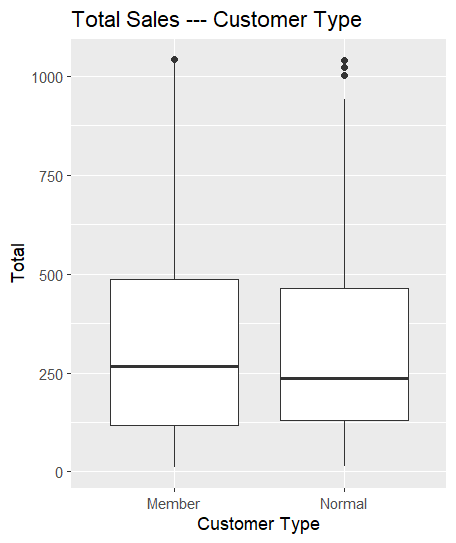 Total Sales --- Customer Type
1000
750
500
250
0
Total
Member Normal
Customer Type